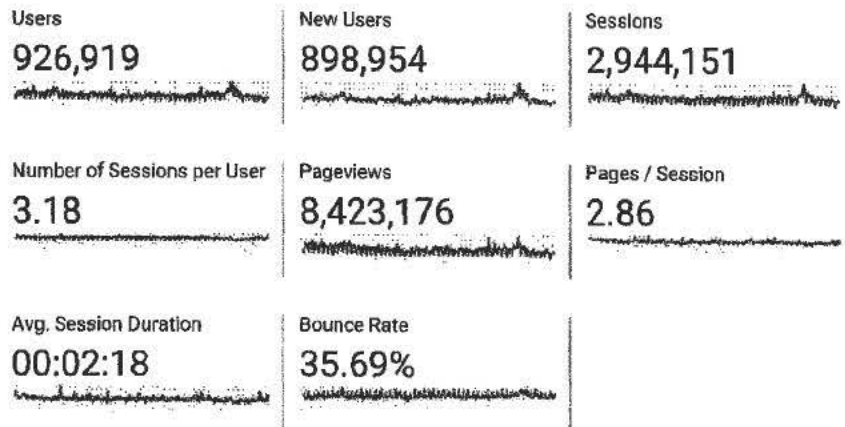 Users
926,919
New Users
898,954
Sessions
2,944,151
Number of Sessions per User
3.18
Pageviews
8,423,176
Pages / Session
2.86
Avg. Session Duration
00:02:18
Bounce Rate
35.69%